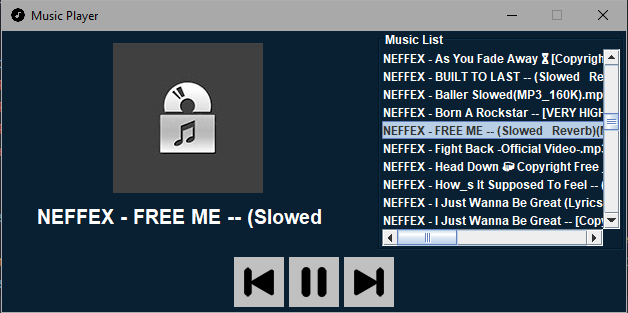 Music Player
Music List
NEFFEX - As You Fade Away ⌛ [Copyrigh
NEFFEX - BUILT TO LAST -- (Slowed   Re
NEFFEX - Baller Slowed(MP3_160K).mp
NEFFEX - Born A Rockstar -- [VERY HIGH
NEFFEX - FREE ME -- (Slowed   Reverb)(M
NEFFEX - Fight Back -Official Video-.mp3
NEFFEX - Head Down Copyright Free
NEFFEX - How_s It Supposed To Feel -- (
NEFFEX - I Just Wanna Be Great (Lyrics
NEFFEX - I Just Wanna Be Great -- [Copy
NEFFEX - FREE ME -- (Slowed